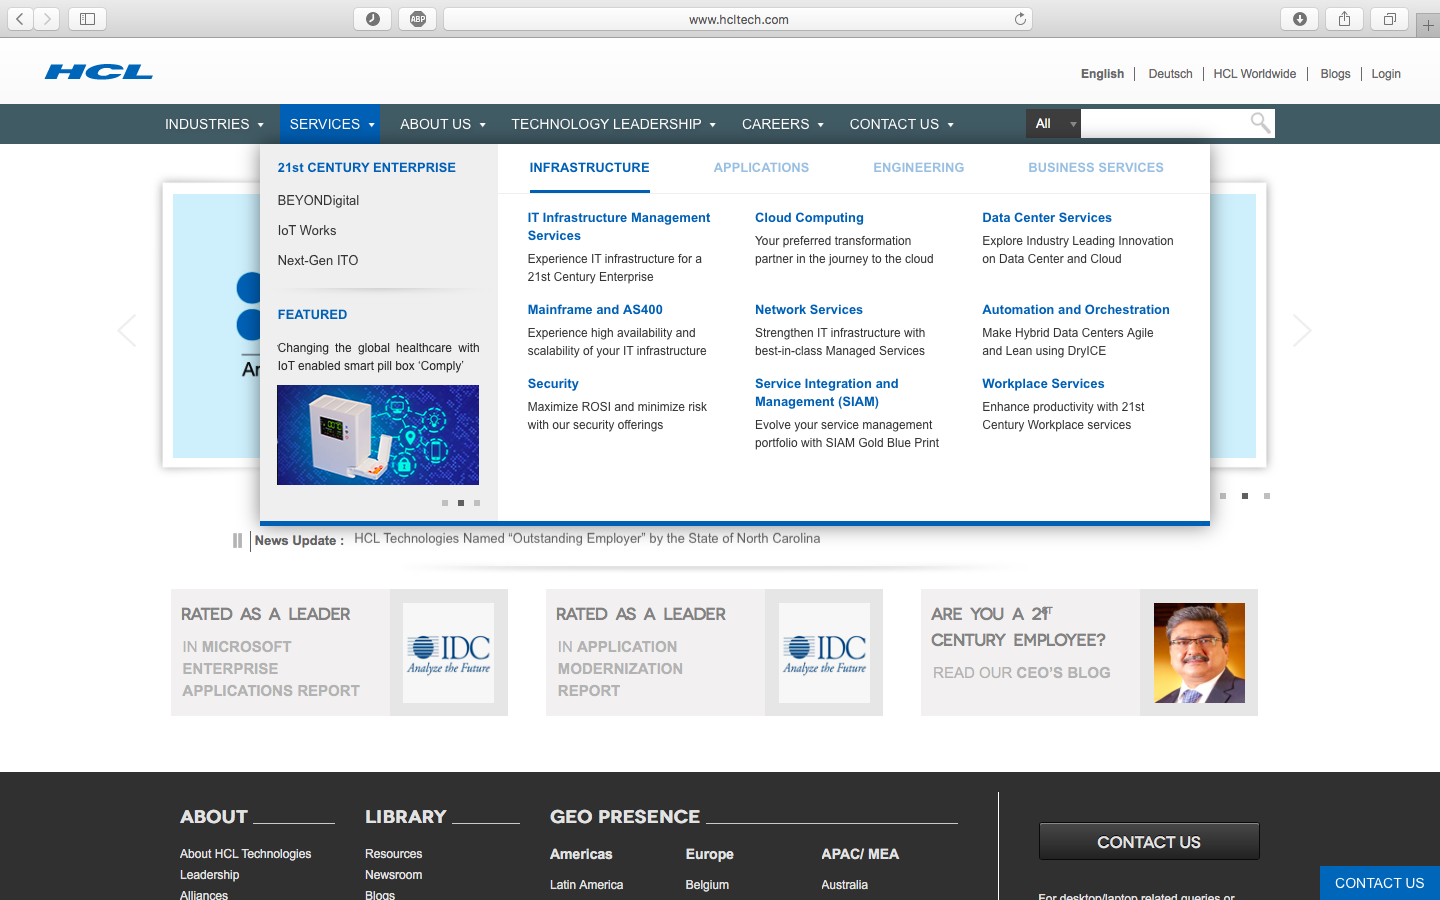 ABP
www.hcltech.com
HCL
English
Deutsch
HCL Worldwide
Blogs
Login
INDUSTRIES
SERVICES
ABOUT US
TECHNOLOGY LEADERSHIP
CAREERS
CONTACT US
All
21st CENTURY ENTERPRISE
BEYONDigital
IoT Works
Next-Gen ITO
FEATURED
Changing the global healthcare with
IoT enabled smart pill box ‘Comply’
INFRASTRUCTURE
APPLICATIONS
ENGINEERING
BUSINESS SERVICES
IT Infrastructure Management
Services
Experience IT infrastructure for a
21st Century Enterprise
Cloud Computing
Your preferred transformation
partner in the journey to the cloud
Data Center Services
Explore Industry Leading Innovation
on Data Center and Cloud
Mainframe and AS400
Experience high availability and
scalability of your IT infrastructure
Network Services
Strengthen IT infrastructure with
best-in-class Managed Services
Automation and Orchestration
Make Hybrid Data Centers Agile
and Lean using DryICE
Security
Maximize ROSI and minimize risk
with our security offerings
Service Integration and
Management (SIAM)
Evolve your service management
portfolio with SIAM Gold Blue Print
Workplace Services
Enhance productivity with 21st
Century Workplace services
News Update :
HCL Technologies Named “Outstanding Employer” by the State of North Carolina
RATED AS A LEADER
IN MICROSOFT
ENTERPRISE
APPLICATIONS REPORT
IDC
Analyze the Future
RATED AS A LEADER
IN APPLICATION
MODERNIZATION
REPORT
IDC
Analyze the Future
ARE YOU A 21ST
CENTURY EMPLOYEE?
READ OUR CEO'S BLOG
ABOUT
About HCL Technologies
Leadership
Alliances
LIBRARY
Resources
Newsroom
Blogs
GEO PRESENCE
Americas
Latin America
Europe
Belgium
APAC/ MEA
Australia
CONTACT US
For desktop/laptop related queries or
CONTACT US